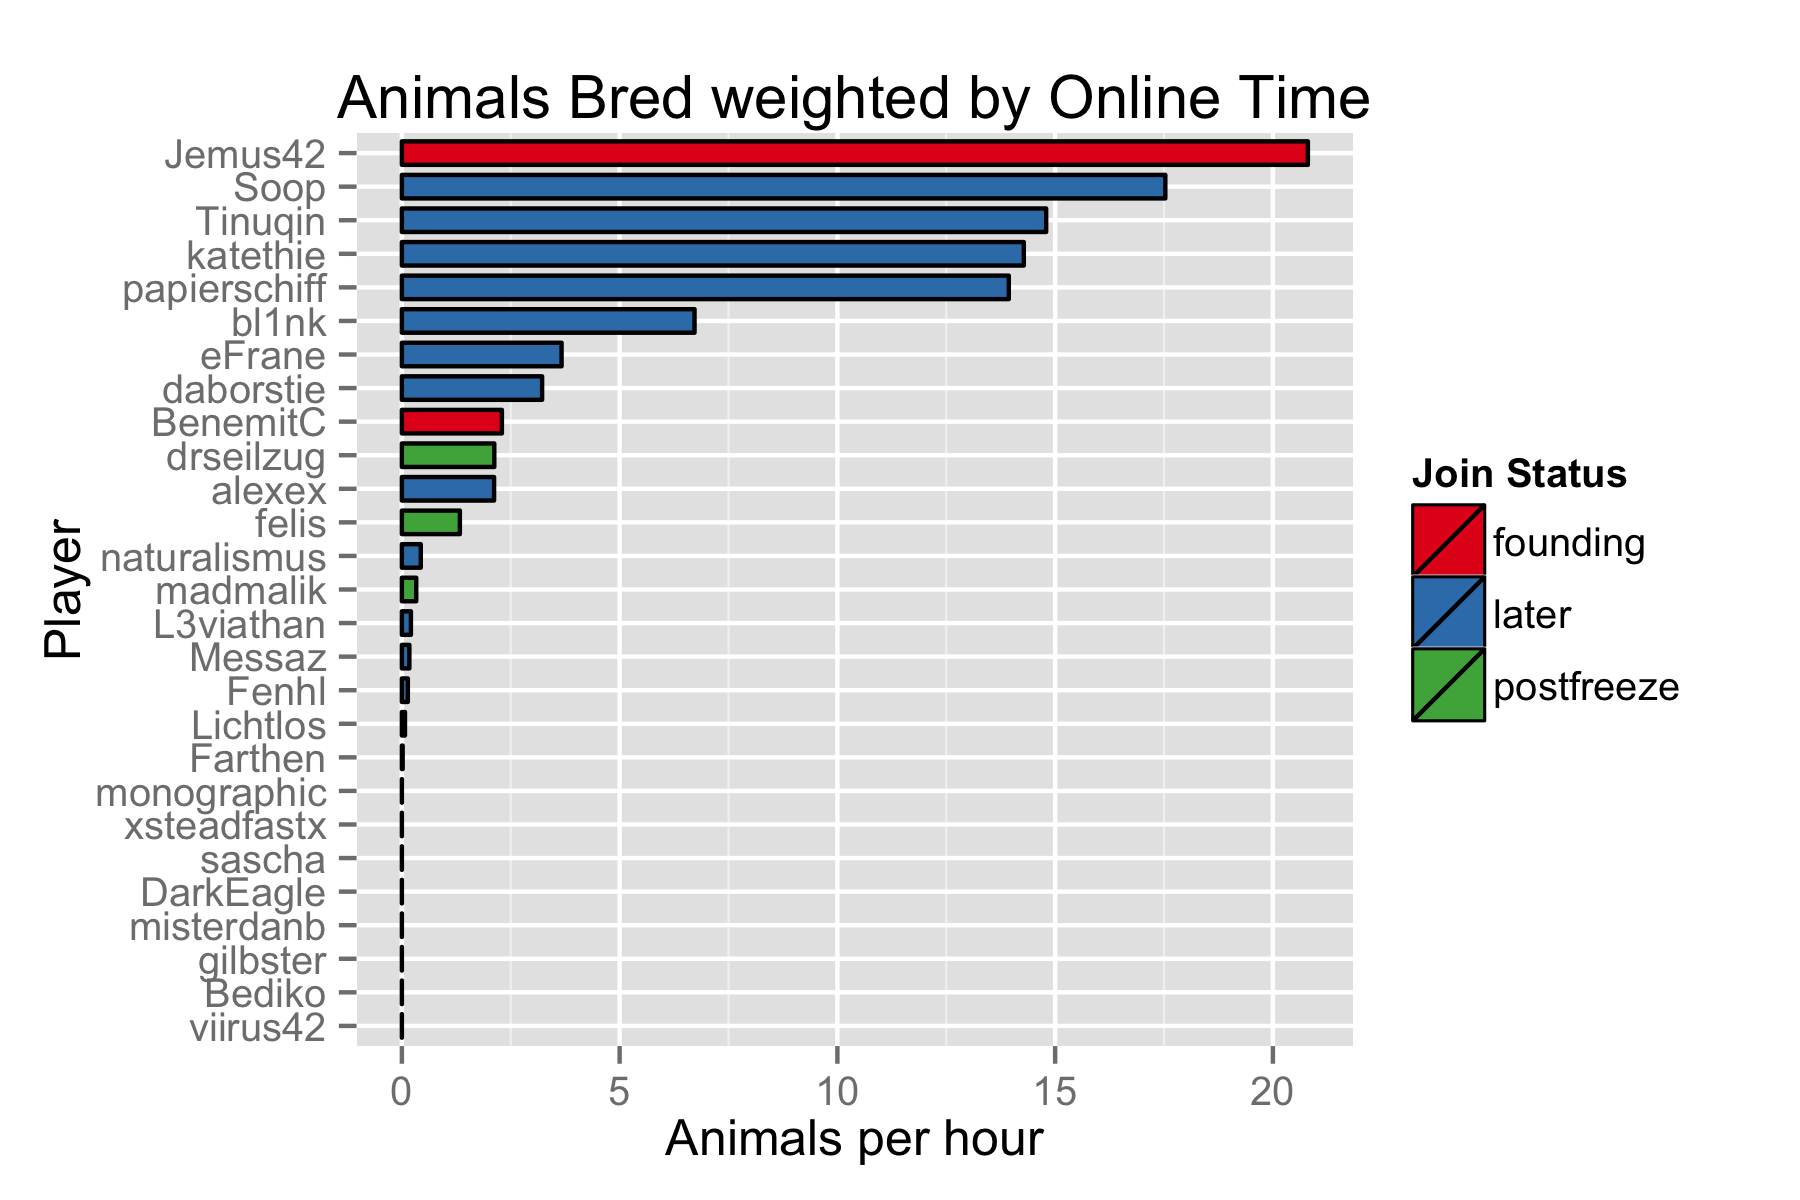 Animals Bred weighted by Online Time
Jemus42
Soop
Tinuqin
katethie
papierschiff
bl1nk
eFrane
daborstie
BenemitC
drseilzug
alexex
felis
naturalismus
madmalik
L3viathan
Messaz
Fenhl
Lichtlos
Farthen
monographic
xsteadfastx
sascha
DarkEagle
misterdanb
gilbster
Bediko
viirus42
Player
0 5 10 15 20
Animals per hour
Join Status
founding
later
postfreeze